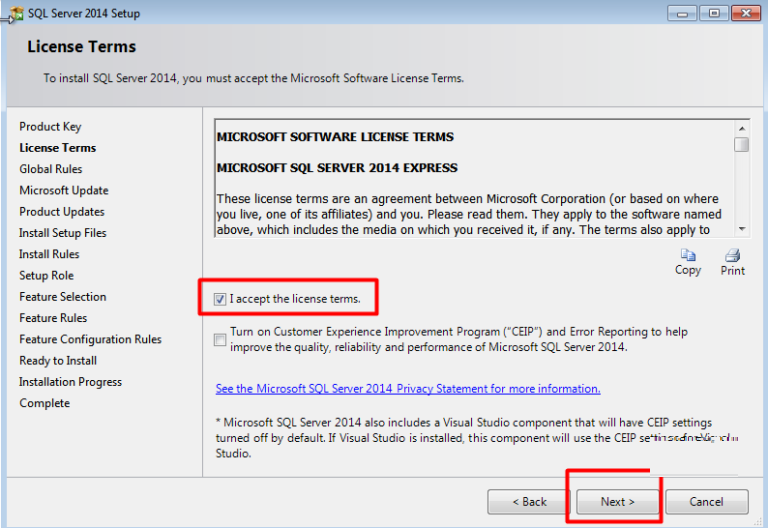 SQL Server 2014 Setup
License Terms
To install SQL Server 2014, you must accept the Microsoft Software License Terms.
Product Key
License Terms
Global Rules
Microsoft Update
Product Updates
Install Setup Files
Install Rules
Setup Role
Feature Selection
Feature Rules
Feature Configuration Rules
Ready to Install
Installation Progress
Complete
MICROSOFT SOFTWARE LICENSE TERMS
MICROSOFT SQL SERVER 2014 EXPRESS
These license terms are an agreement between Microsoft Corporation (or based on where
you live, one of its affiliates) and you. Please read them. They apply to the software named
above, which includes the media on which you received it, if any. The terms also apply to
Copy Print
I accept the license terms.
Turn on Customer Experience Improvement Program ("CEIP") and Error Reporting to help
improve the quality, reliability and performance of Microsoft SQL Server 2014.
See the Microsoft SQL Server 2014 Privacy Statement for more information.
* Microsoft SQL Server 2014 also includes a Visual Studio component that will have CEIP settings
turned off by default. If Visual Studio is installed, this component will use the CEIP
Studio.
< Back Next > Cancel